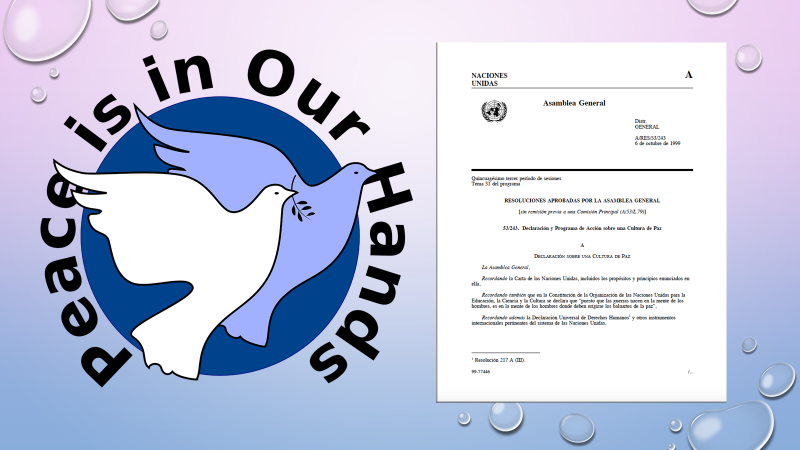 Peace is in Our Hands
NACIONES
UNIDAS
A
Asamblea General
Distr.
GENERAL
A/RES/53/243
6 de octubre de 1999
Quincuagésimo tercer período de sesiones
Tema 31 del programa
RESOLUCIONES APROBADAS POR LA ASAMBLEA GENERAL
[sin remisión previa a una Comisión Principal (A/53/L.79)]
53/243. Declaración y Programa de Acción sobre una Cultura de Paz
A
DECLARACIÓN SOBRE UNA CULTURA DE PAZ
La Asamblea General,
Recordando la Carta de las Naciones Unidas, incluidos los propósitos y principios enunciados en
ella,
Recordando también que en la Constitución de la Organización de las Naciones Unidas para la
Educación, la Ciencia y la Cultura se declara que "puesto que las guerras nacen en la mente de los
hombres, es en la mente de los hombres donde deben erigirse los baluartes de la paz",
Recordando además la Declaración Universal de Derechos Humanos¹ y otros instrumentos
internacionales pertinentes del sistema de las Naciones Unidas,
¹ Resolución 217 A (III).
99-77446
/...